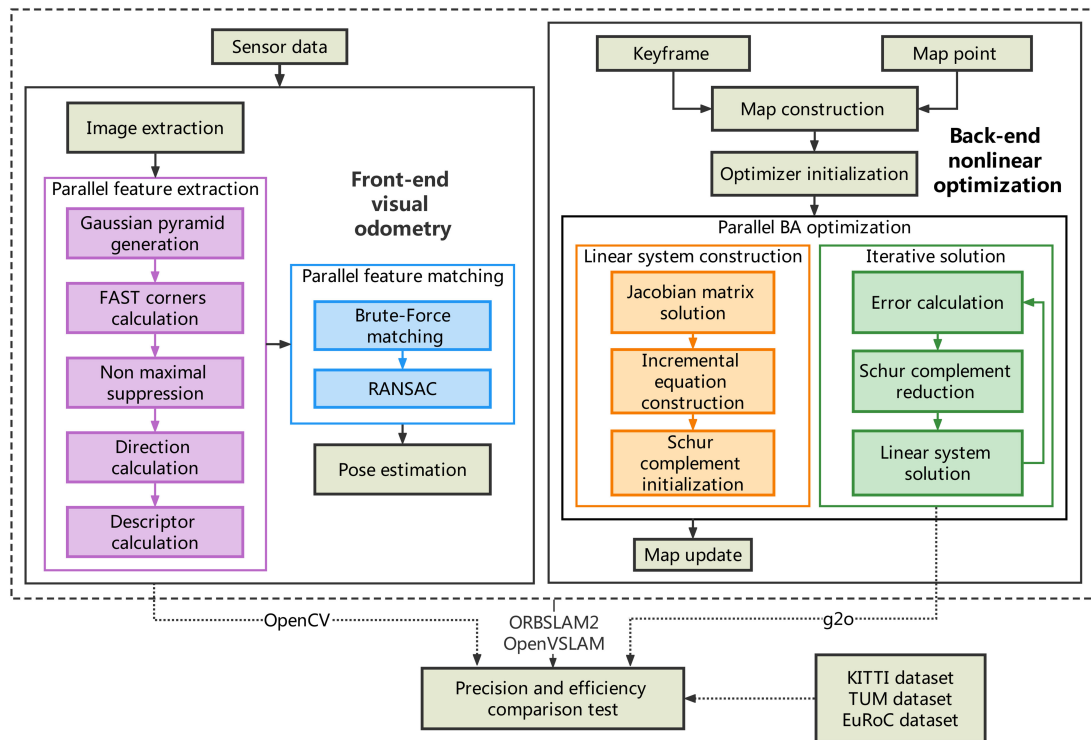 Sensor data
Image extraction
Parallel feature extraction
Gaussian pyramid
generation
FAST corners
calculation
Non maximal
suppression
Direction
calculation
Descriptor
calculation
Front-end
visual
odometry
Parallel feature matching
Brute-Force
matching
RANSAC
Pose estimation
Keyframe
Map point
Map construction
Optimizer initialization
Back-end
nonlinear
optimization
Parallel BA optimization
Linear system construction
Jacobian matrix
solution
Incremental
equation
construction
Schur
complement
initialization
Iterative solution
Error calculation
Schur complement
reduction
Linear system
solution
Map update
OpenCV
ORBSLAM2
OpenVSLAM
g2o
Precision and efficiency
comparison test
KITTI dataset
TUM dataset
EuRoC dataset